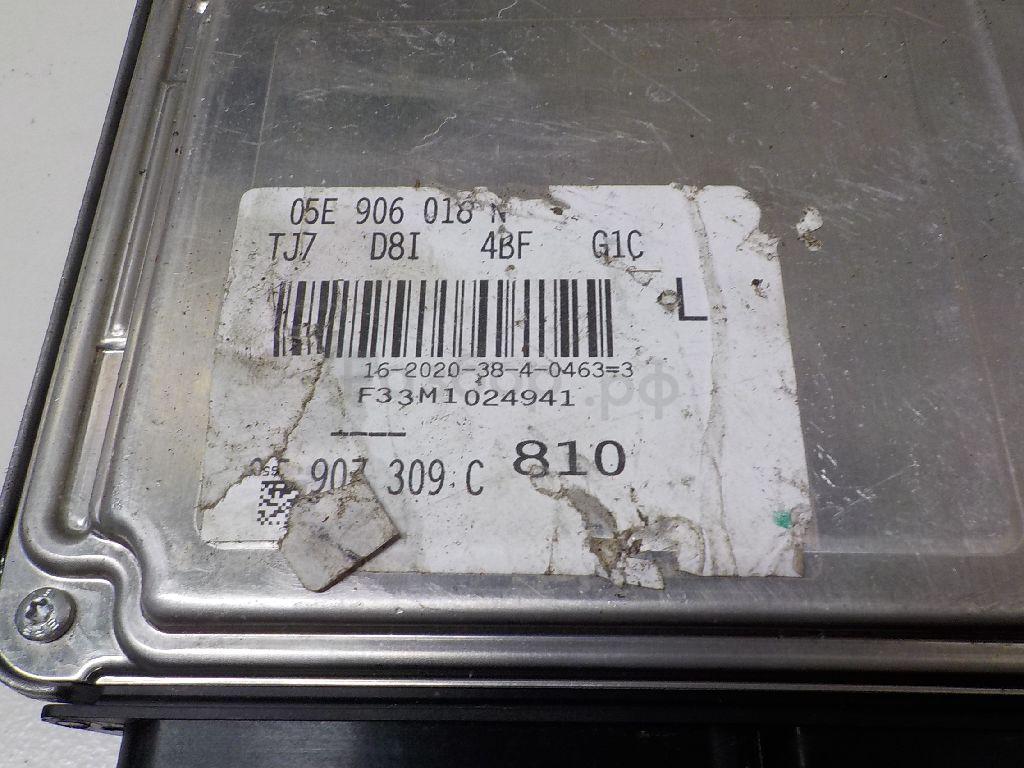 05E 906 018 N
TJ7 D8I 4BF G1C
L
16-2020-38-4-0463=3
F33M1024941
810
907 309 C